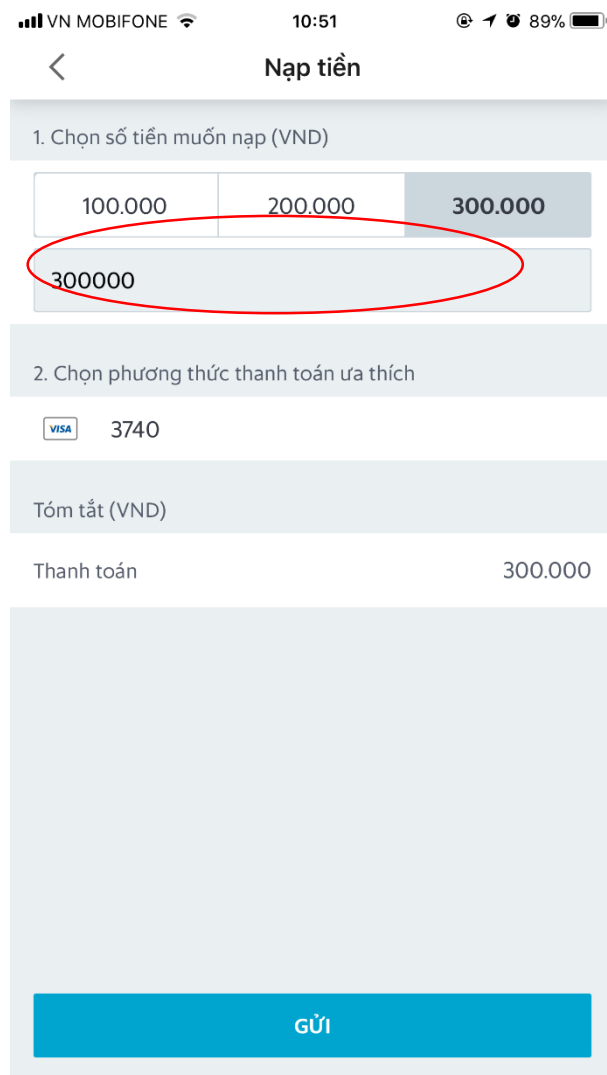 VN MOBIFONE 10:51 89%
Nạp tiền
1. Chọn số tiền muốn nạp (VND)
100.000 200.000 300.000
300000
2. Chọn phương thức thanh toán ưa thích
VISA 3740
Tóm tắt (VND)
Thanh toán 300.000
GỬI